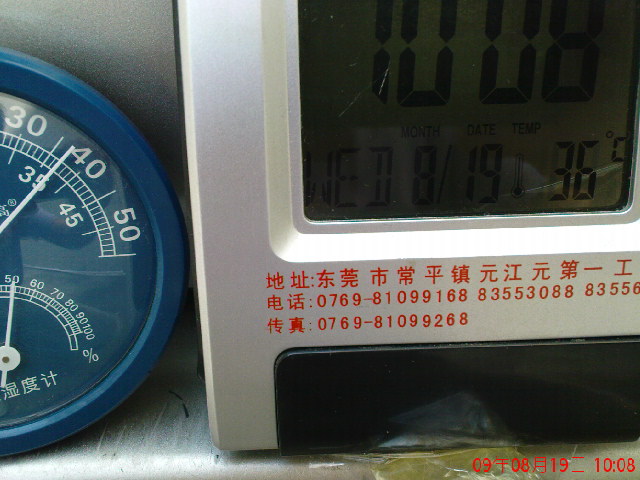 10 08
MONTH DATE TEMP
WED 8/19 36°C
30 40 50
35 45
高®
50 60 70 80 90 100
%
湿度计
地址:东莞市常平镇元江元第一工
电话:0769-81099168 83553088 83556
传真:0769-81099268
09年08月19日 10:08